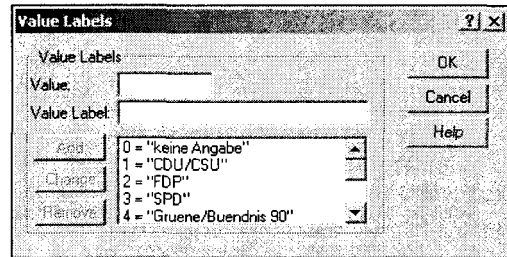 Value Labels
Value Labels
Value:
Value Label:
OK
Cancel
Help
Add
Change
Remove
0 = "keine Angabe"
1 = "CDU/CSU"
2 = "FDP"
3 = "SPD"
4 = "Gruene/Buendnis 90"